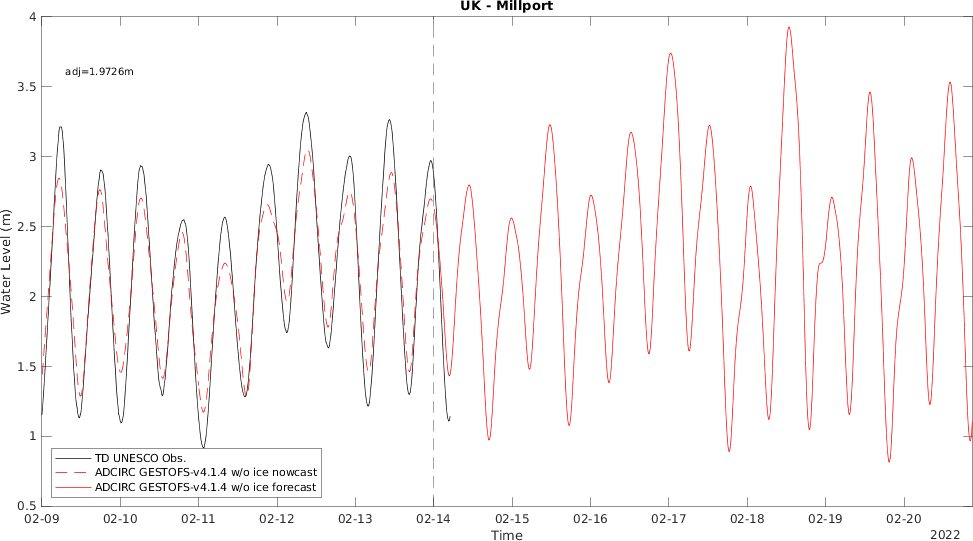 UK - Millport
4
3.5
3
2.5
2
1.5
1
0.5
Water Level (m)
adj=1.9726m
TD UNESCO Obs.
ADCIRC GESTOFS-v4.1.4 w/o ice nowcast
ADCIRC GESTOFS-v4.1.4 w/o ice forecast
02-09 02-10 02-11 02-12 02-13 02-14 02-15 02-16 02-17 02-18 02-19 02-20
Time
2022